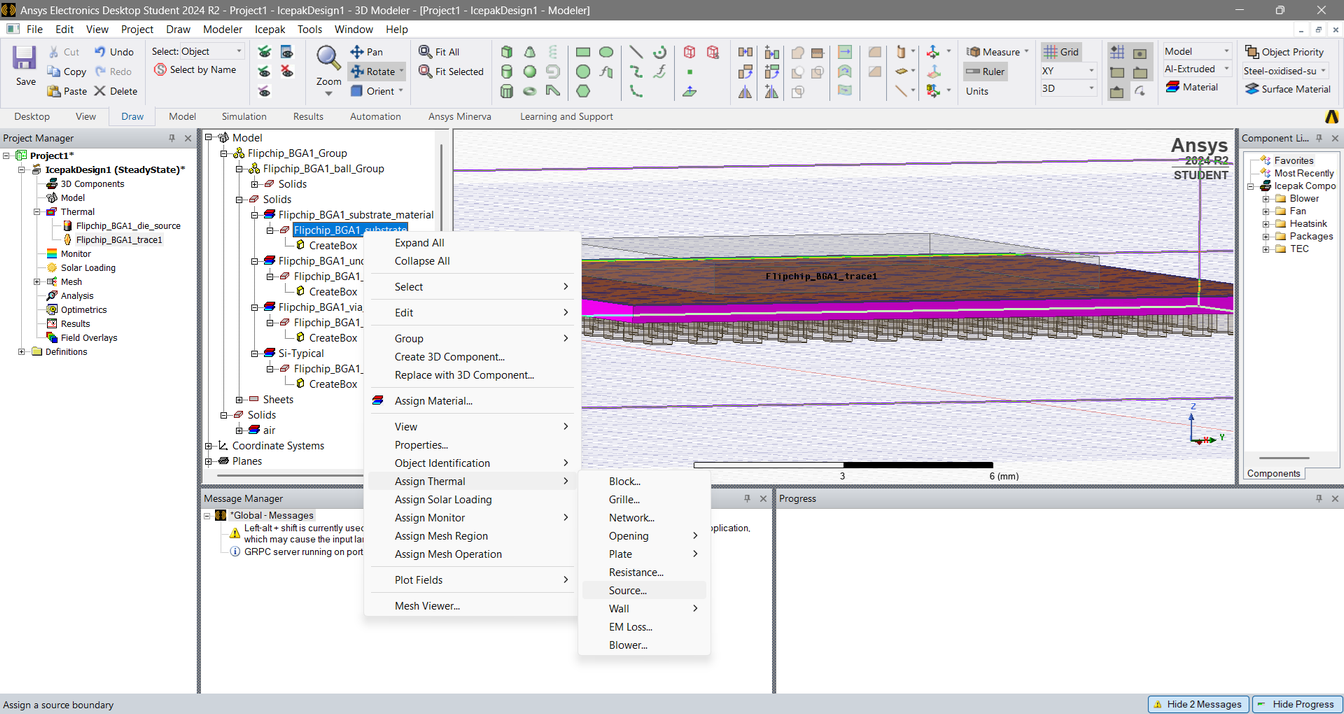 Ansys Electronics Desktop Student 2024 R2 - Project1 - IcepakDesign1 - 3D Modeler - [Project1 - IcepakDesign1 - Modeler]
File Edit View Project Draw Modeler Icepak Tools Window Help
Save
Cut
Copy
Paste
Undo
Redo
Delete
Select: Object
Select by Name
Zoom
Pan
Rotate
Orient
Fit All
Fit Selected
Measure
Ruler
Units
Grid
XY
3D
Model
AI-Extruded
Material
Object Priority
Steel-oxidised-su
Surface Material
Desktop View Draw Model Simulation Results Automation Ansys Minerva Learning and Support
Project Manager
Project1*
IcepakDesign1 (SteadyState)*
3D Components
Model
Thermal
Flipchip_BGA1_die_source
Flipchip_BGA1_trace1
Monitor
Solar Loading
Mesh
Analysis
Optimetrics
Results
Field Overlays
Definitions
Model
Flipchip_BGA1_Group
Flipchip_BGA1_ball_Group
Solids
Solids
Flipchip_BGA1_substrate_material
Flipchip_BGA1_substrate
CreateBox
Flipchip_BGA1_und
Flipchip_BGA1_
CreateBox
Flipchip_BGA1_via_
Flipchip_BGA1_
CreateBox
Si-Typical
Flipchip_BGA1_
CreateBox
Sheets
Solids
air
Coordinate Systems
Planes
Expand All
Collapse All
Select
Edit
Group
Create 3D Component...
Replace with 3D Component...
Assign Material...
View
Properties...
Object Identification
Assign Thermal
Assign Solar Loading
Assign Monitor
Assign Mesh Region
Assign Mesh Operation
Plot Fields
Mesh Viewer...
Block...
Grille...
Network...
Opening
Plate
Resistance...
Source...
Wall
EM Loss...
Blower...
Ansys
2024 R2
STUDENT
Flipchip_BGA1_trace1
Z
X
Y
3 6 (mm)
Component Li...
Favorites
Most Recently
Icepak Compo
Blower
Fan
Heatsink
Packages
TEC
Components
Message Manager
*Global - Messages
Left-alt + shift is currently used
pplication,
which may cause the input la
GRPC server running on port
Progress
Assign a source boundary
Hide 2 Messages
Hide Progress